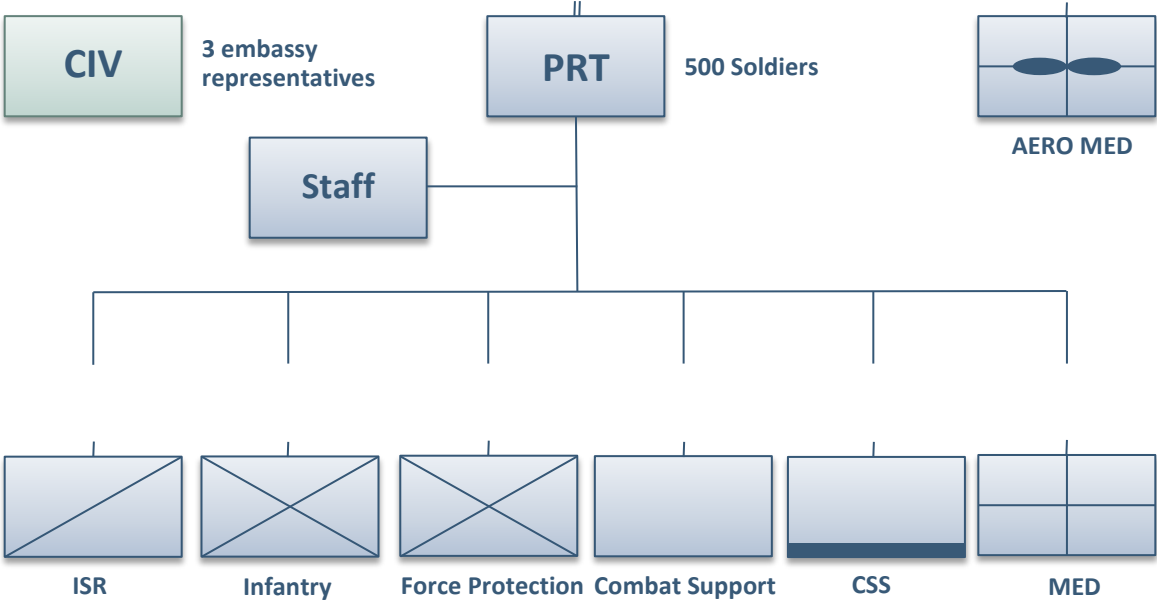 CIV
3 embassy
representatives
PRT
500 Soldiers
AERO MED
Staff
ISR
Infantry
Force Protection
Combat Support
CSS
MED